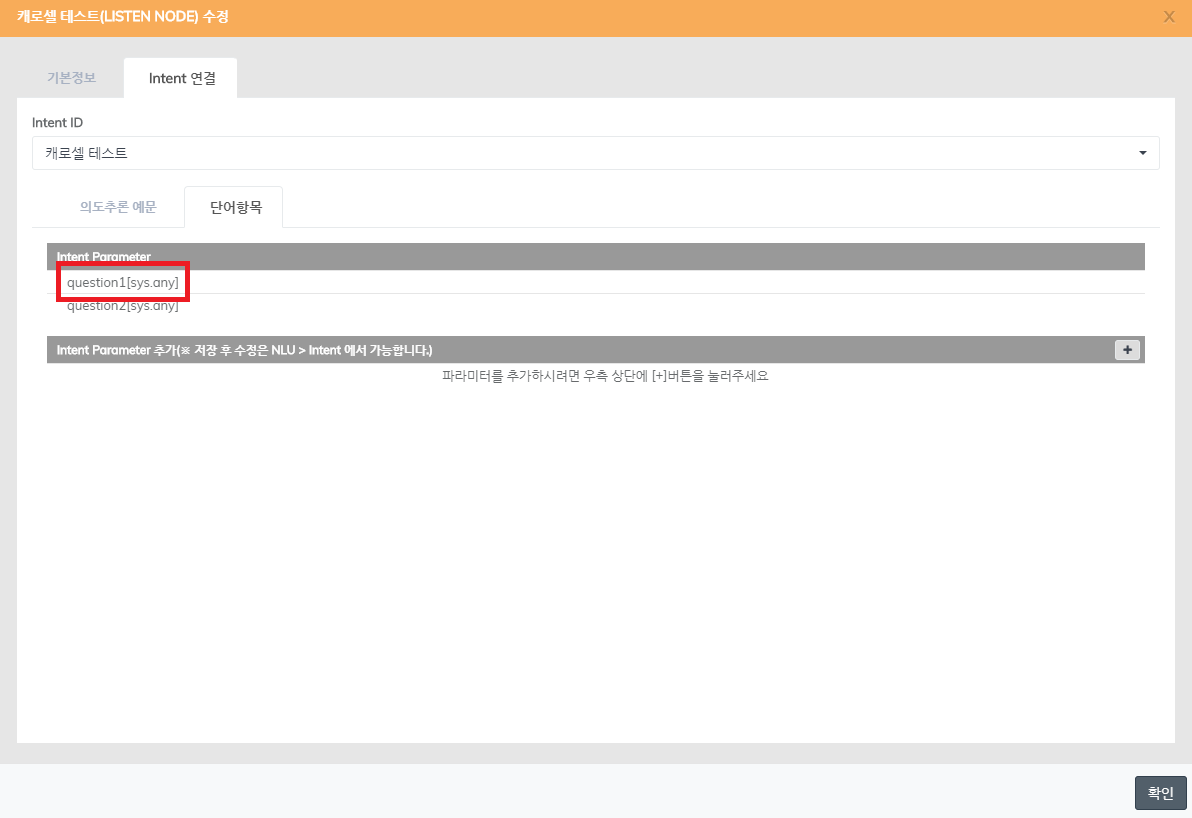 캐로셀 테스트(LISTEN NODE) 수정 X
기본정보 Intent 연결
Intent ID
캐로셀 테스트
의도추론 예문 단어항목
Intent Parameter
question1[sys.any]
question2[sys.any]
Intent Parameter 추가(※ 저장 후 수정은 NLU > Intent 에서 가능합니다.) +
파라미터를 추가하시려면 우측 상단에 [+]버튼을 눌러주세요
확인